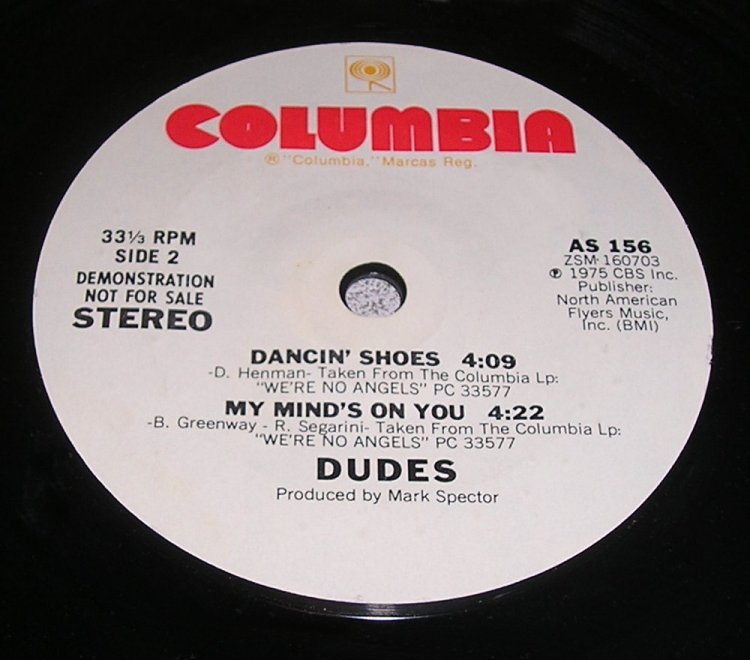 COLUMBIA
® "Columbia," Marcas Reg.
33⅓ RPM
SIDE 2
DEMONSTRATION
NOT FOR SALE
STEREO
AS 156
ZSM 160703
℗ 1975 CBS Inc.
Publisher:
North American
Flyers Music,
Inc. (BMI)
DANCIN' SHOES 4:09
-D. Henman- Taken From The Columbia Lp:
"WE'RE NO ANGELS" PC 33577
MY MIND'S ON YOU 4:22
-B. Greenway - R. Segarini- Taken From The Columbia Lp:
"WE'RE NO ANGELS" PC 33577
DUDES
Produced by Mark Spector